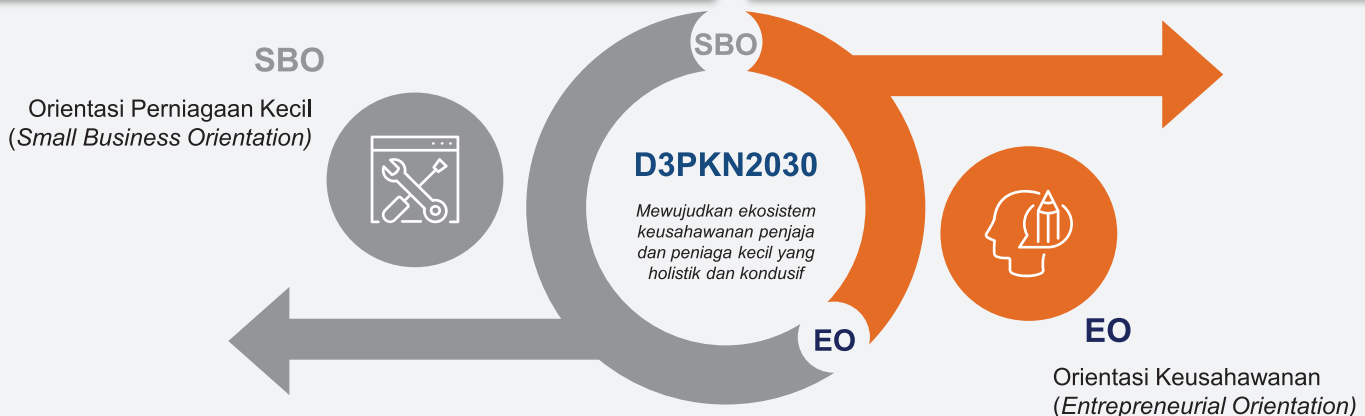 SBO
Orientasi Perniagaan Kecil
(Small Business Orientation)
SBO
D3PKN2030
Mewujudkan ekosistem
keusahawanan penjaja
dan peniaga kecil yang
holistik dan kondusif
EO
EO
Orientasi Keusahawanan
(Entrepreneurial Orientation)